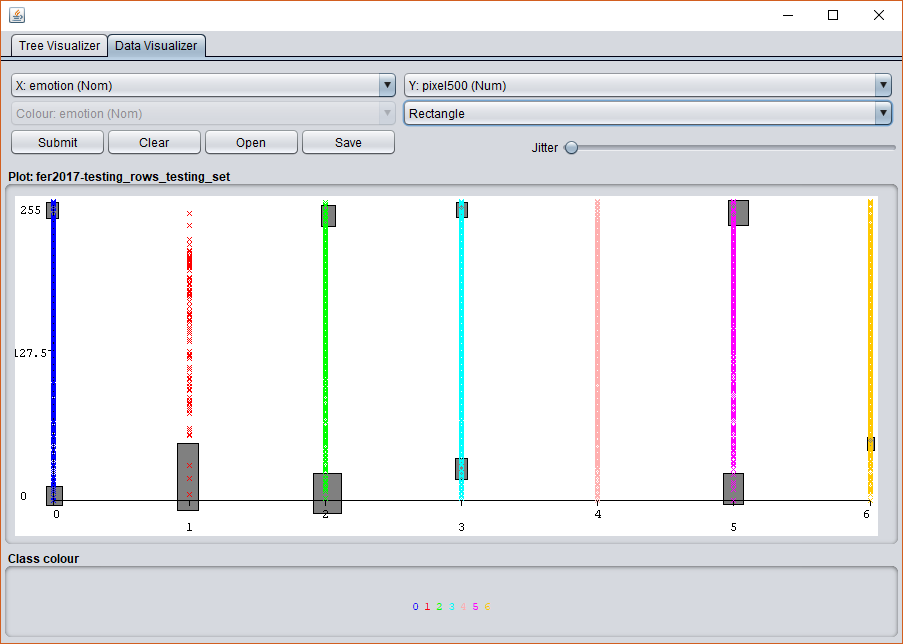 Tree Visualizer Data Visualizer
X: emotion (Nom) Y: pixel500 (Num)
Colour: emotion (Nom) Rectangle
Submit Clear Open Save Jitter
Plot: fer2017-testing_rows_testing_set
255
127.5
0
0 1 2 3 4 5 6
Class colour
0 1 2 3 4 5 6